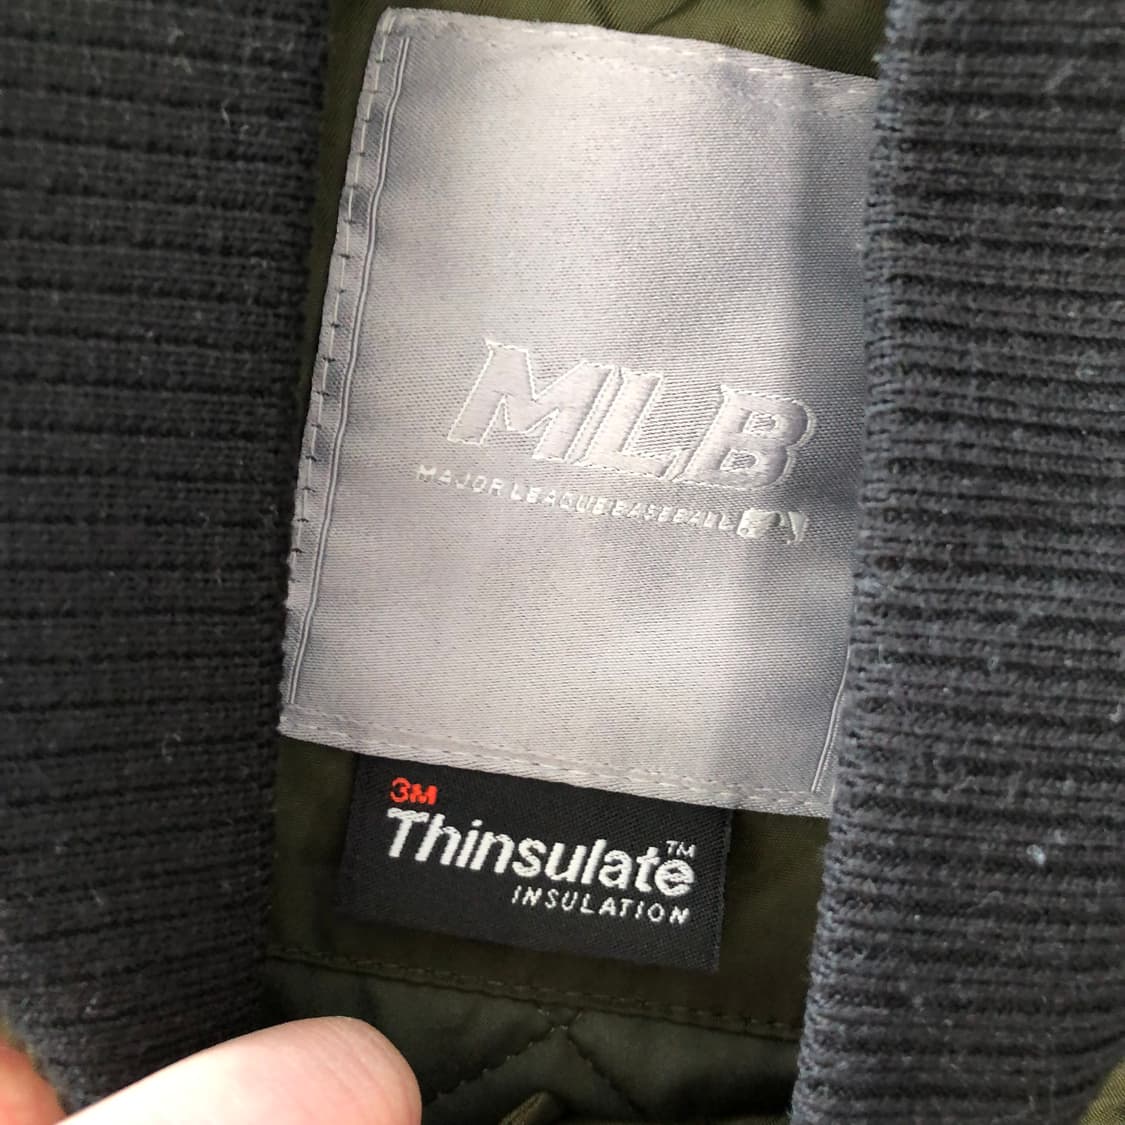 MLB
MAJOR LEAGUE BASEBALL
3M
Thinsulate™
INSULATION